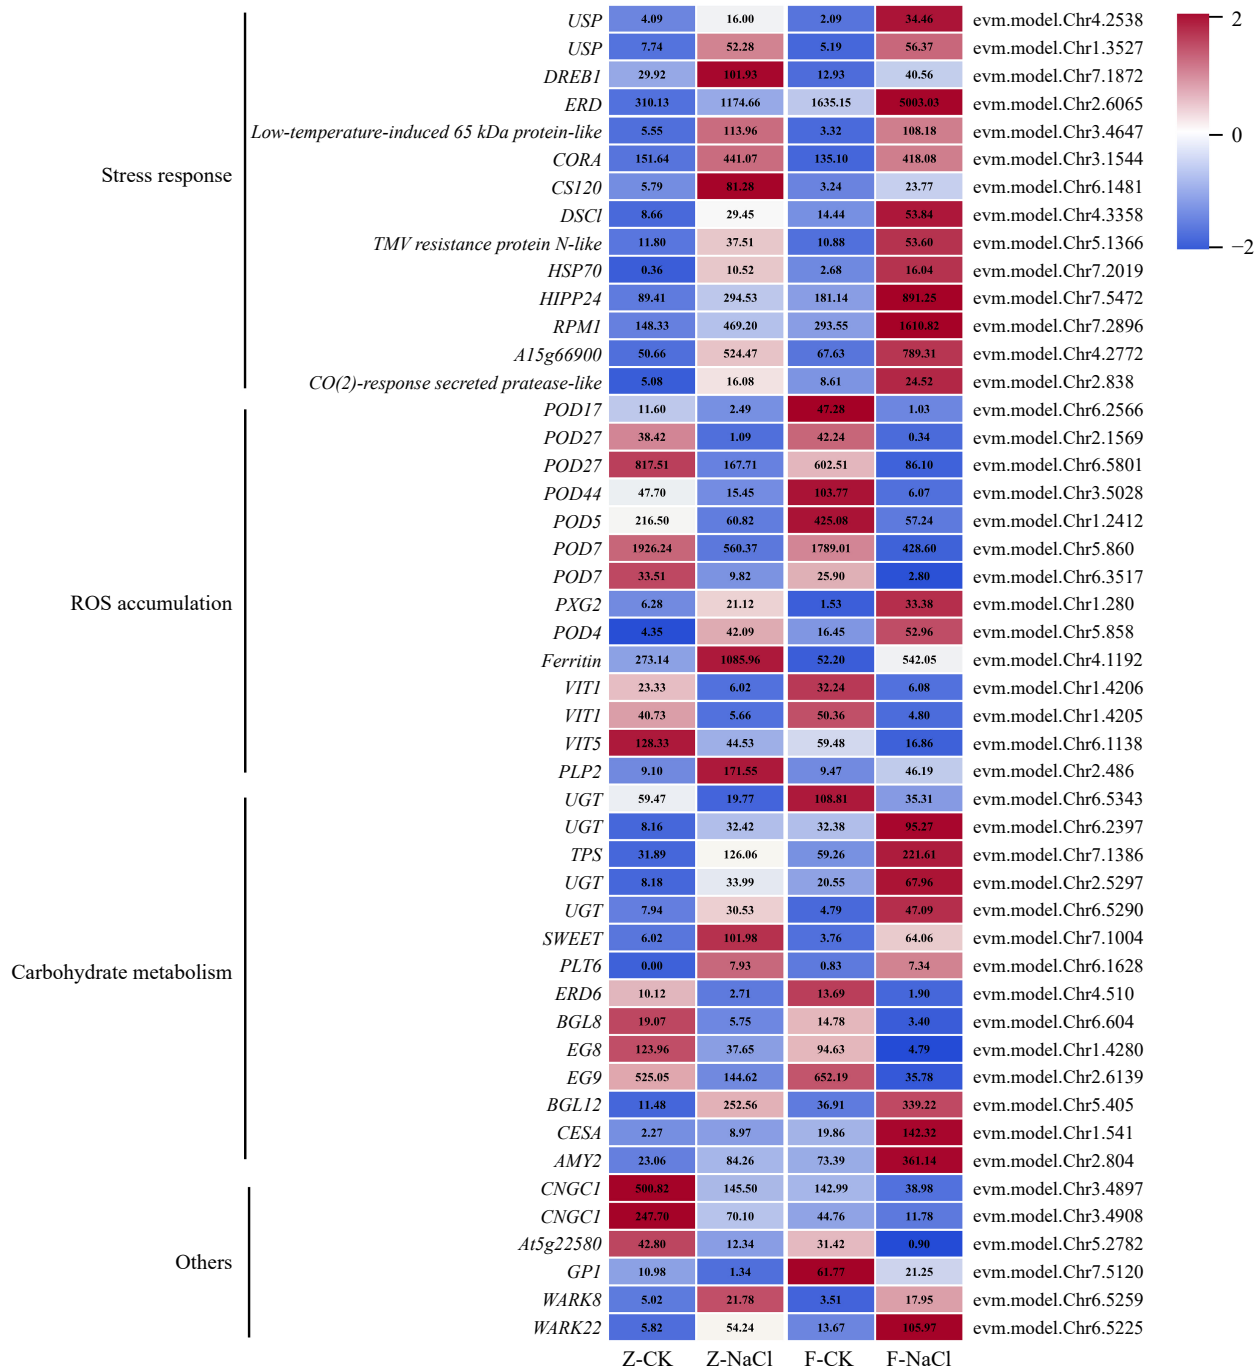 USP 4.09 16.00 2.09 34.46 evm.model.Chr4.2538 2
USP 7.74 52.28 5.19 56.37 evm.model.Chr1.3527
DREB1 29.92 101.93 12.93 40.56 evm.model.Chr7.1872
ERD 310.13 1174.66 1635.15 5003.03 evm.model.Chr2.6065
Low-temperature-induced 65 kDa protein-like 5.55 113.96 3.32 108.18 evm.model.Chr3.4647 0
CORA 151.64 441.07 135.10 418.08 evm.model.Chr3.1544
Stress response
CS120 5.79 81.28 3.24 23.77 evm.model.Chr6.1481
DSCl 8.66 29.45 14.44 53.84 evm.model.Chr4.3358
TMV resistance protein N-like 11.80 37.51 10.88 53.60 evm.model.Chr5.1366 −2
HSP70 0.36 10.52 2.68 16.04 evm.model.Chr7.2019
HIPP24 89.41 294.53 181.14 891.25 evm.model.Chr7.5472
RPM1 148.33 469.20 293.55 1610.82 evm.model.Chr7.2896
A15g66900 50.66 524.47 67.63 789.31 evm.model.Chr4.2772
CO(2)-response secreted pratease-like 5.08 16.08 8.61 24.52 evm.model.Chr2.838
POD17 11.60 2.49 47.28 1.03 evm.model.Chr6.2566
POD27 38.42 1.09 42.24 0.34 evm.model.Chr2.1569
POD27 817.51 167.71 602.51 86.10 evm.model.Chr6.5801
POD44 47.70 15.45 103.77 6.07 evm.model.Chr3.5028
POD5 216.50 60.82 425.08 57.24 evm.model.Chr1.2412
POD7 1926.24 560.37 1789.01 428.60 evm.model.Chr5.860
POD7 33.51 9.82 25.90 2.80 evm.model.Chr6.3517
ROS accumulation
PXG2 6.28 21.12 1.53 33.38 evm.model.Chr1.280
POD4 4.35 42.09 16.45 52.96 evm.model.Chr5.858
Ferritin 273.14 1085.96 52.20 542.05 evm.model.Chr4.1192
VIT1 23.33 6.02 32.24 6.08 evm.model.Chr1.4206
VIT1 40.73 5.66 50.36 4.80 evm.model.Chr1.4205
VIT5 128.33 44.53 59.48 16.86 evm.model.Chr6.1138
PLP2 9.10 171.55 9.47 46.19 evm.model.Chr2.486
UGT 59.47 19.77 108.81 35.31 evm.model.Chr6.5343
UGT 8.16 32.42 32.38 95.27 evm.model.Chr6.2397
TPS 31.89 126.06 59.26 221.61 evm.model.Chr7.1386
UGT 8.18 33.99 20.55 67.96 evm.model.Chr2.5297
UGT 7.94 30.53 4.79 47.09 evm.model.Chr6.5290
SWEET 6.02 101.98 3.76 64.06 evm.model.Chr7.1004
Carbohydrate metabolism
PLT6 0.00 7.93 0.83 7.34 evm.model.Chr6.1628
ERD6 10.12 2.71 13.69 1.90 evm.model.Chr4.510
BGL8 19.07 5.75 14.78 3.40 evm.model.Chr6.604
EG8 123.96 37.65 94.63 4.79 evm.model.Chr1.4280
EG9 525.05 144.62 652.19 35.78 evm.model.Chr2.6139
BGL12 11.48 252.56 36.91 339.22 evm.model.Chr5.405
CESA 2.27 8.97 19.86 142.32 evm.model.Chr1.541
AMY2 23.06 84.26 73.39 361.14 evm.model.Chr2.804
CNGC1 500.82 145.50 142.99 38.98 evm.model.Chr3.4897
CNGC1 247.70 70.10 44.76 11.78 evm.model.Chr3.4908
At5g22580 42.80 12.34 31.42 0.90 evm.model.Chr5.2782
Others
GP1 10.98 1.34 61.77 21.25 evm.model.Chr7.5120
WARK8 5.02 21.78 3.51 17.95 evm.model.Chr6.5259
WARK22 5.82 54.24 13.67 105.97 evm.model.Chr6.5225
Z-CK Z-NaCl F-CK F-NaCl